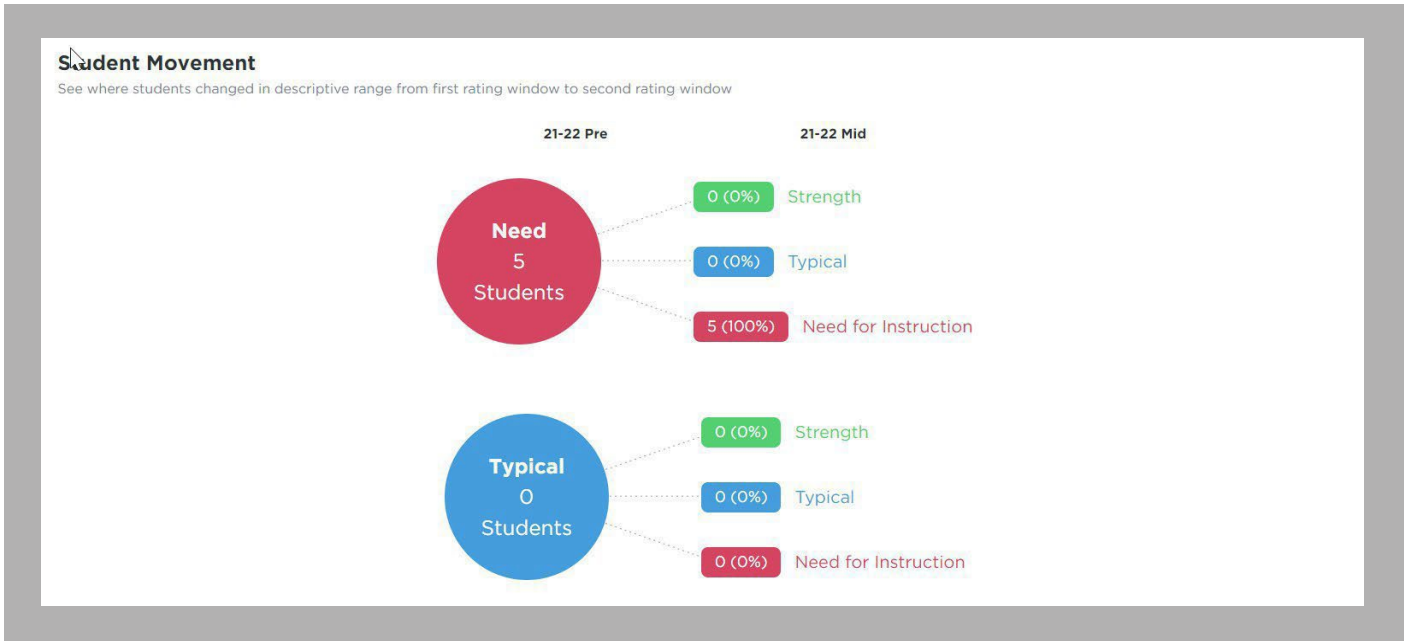 Student Movement
See where students changed in descriptive range from first rating window to second rating window
21-22 Pre 21-22 Mid
Need
5
Students
0 (0%) Strength
0 (0%) Typical
5 (100%) Need for Instruction
Typical
0
Students
0 (0%) Strength
0 (0%) Typical
0 (0%) Need for Instruction